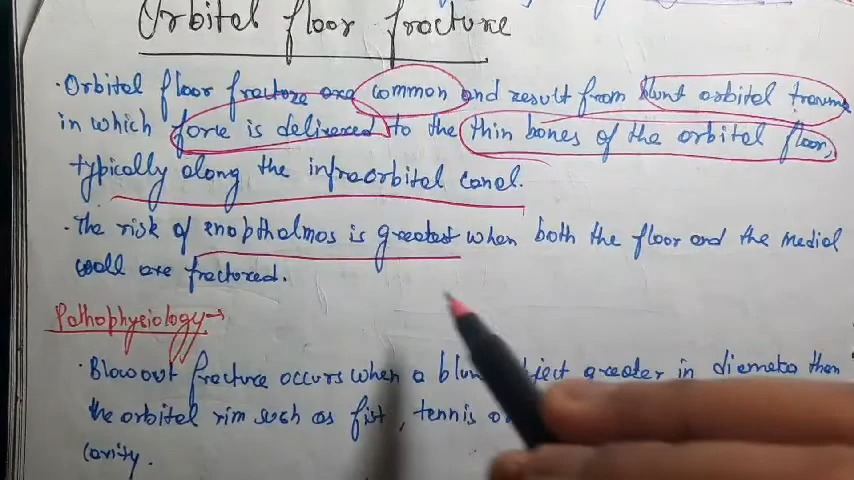 Orbital floor fracture
· Orbital floor fracture are common and result from blunt orbital trauma
in which force is delivered to the thin bones of the orbital floor,
typically along the infraorbital canal.
· The risk of enopthalmos is greatest when both the floor and the medial
wall are fractured.
Pathophysiology →
· Blowout fracture occurs when a blunt object greater in diameter than
the orbital rim such as fist, tennis
cavity.